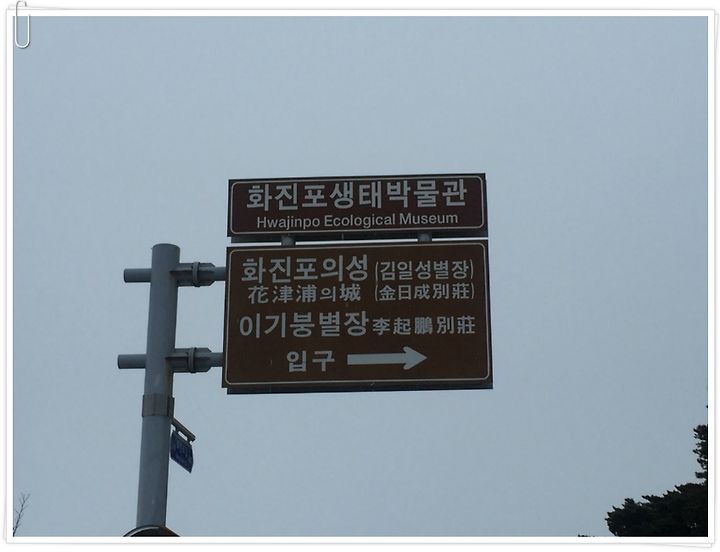 화진포생태박물관
Hwajinpo Ecological Museum
화진포의성 (김일성별장)
花津浦의城 (金日成別莊)
이기붕별장 李起鵬別莊
입구